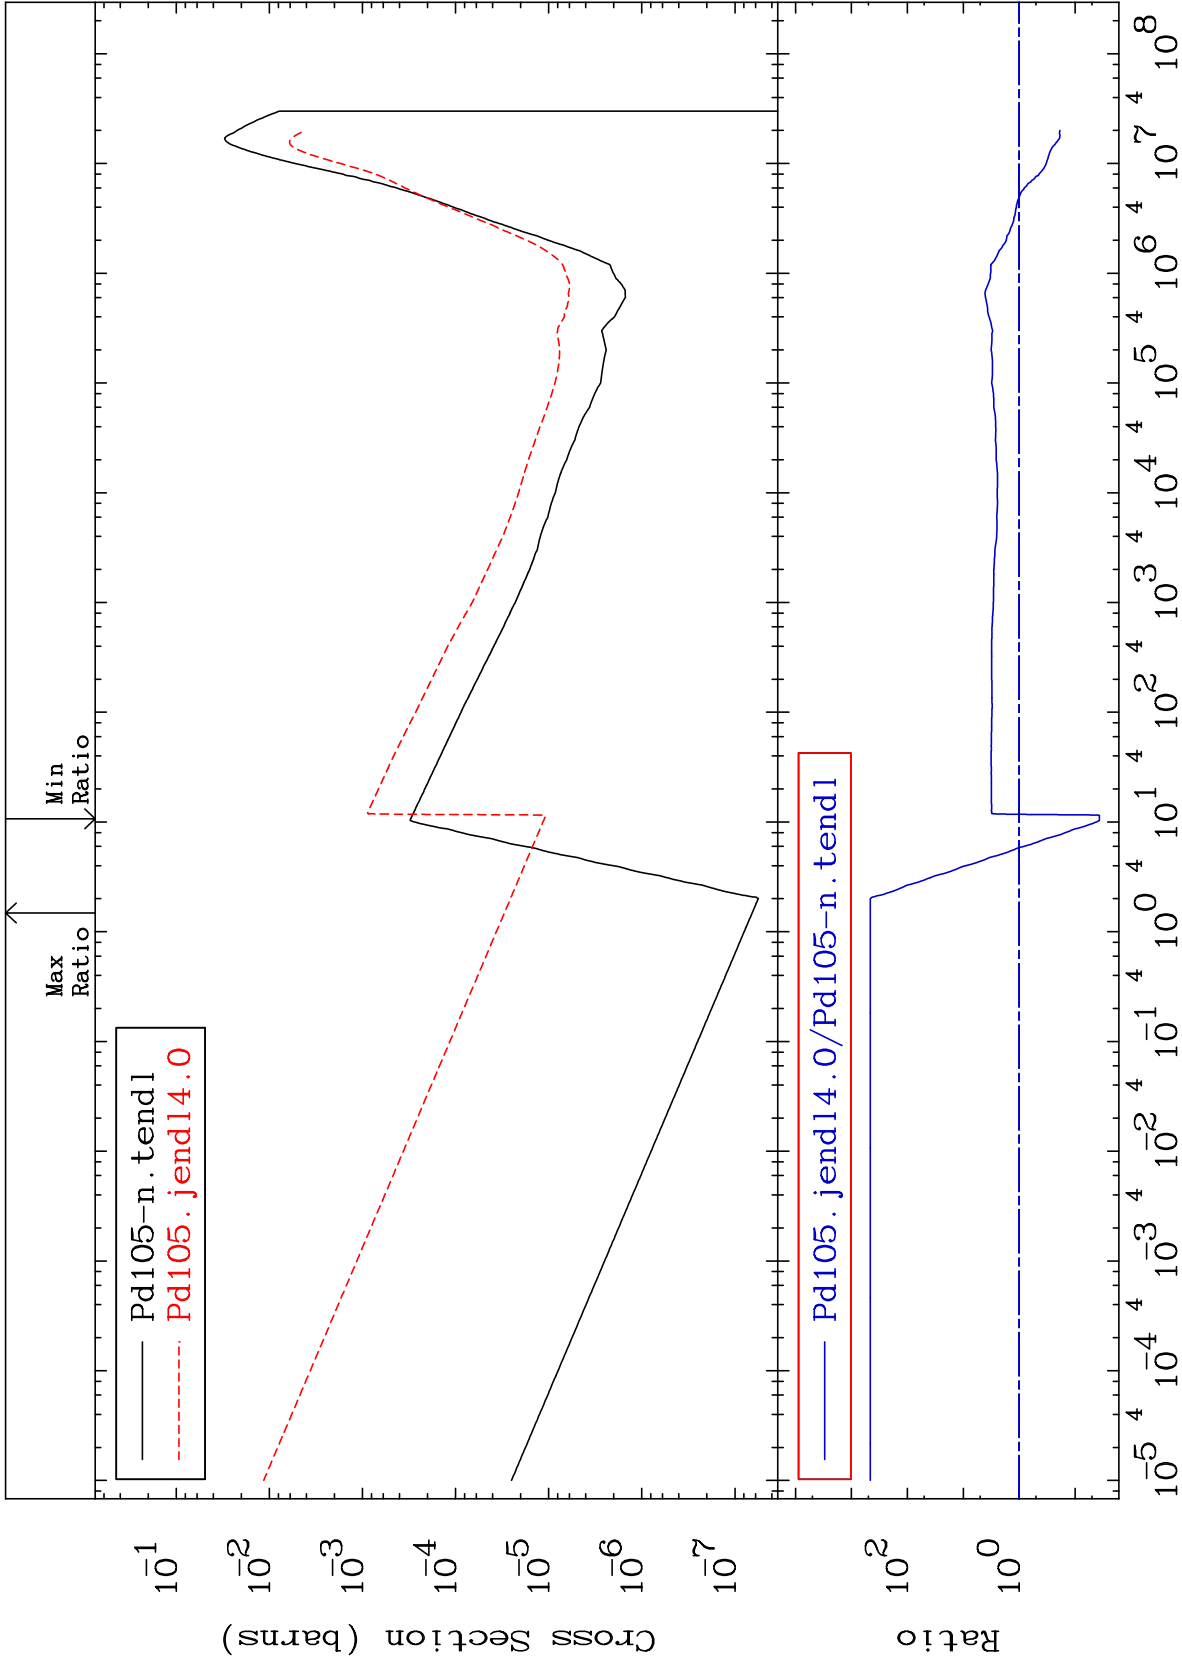 Max
Ratio
Min
Ratio
Pd105-n.tendl
Pd105.jendl4.0
Cross Section (barns)
10^-1
10^-2
10^-3
10^-4
10^-5
10^-6
10^-7
Pd105.jendl4.0/Pd105-n.tendl
Ratio
10^2
10^0
10^-5 4 10^-4 4 10^-3 4 10^-2 4 10^-1 4 10^0 4 10^1 4 10^2 4 10^3 4 10^4 4 10^5 4 10^6 4 10^7 4 10^8